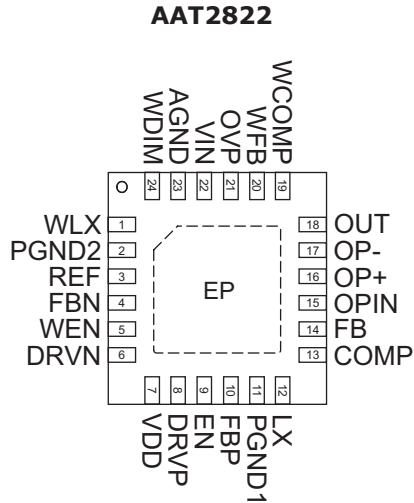 AAT2822
WDIM
AGND
VIN
OVP
WFB
WCOMP
24
23
22
21
20
19
WLX 1
PGND2 2
REF 3
FBN 4
WEN 5
DRVN 6
EP
18 OUT
17 OP-
16 OP+
15 OPIN
14 FB
13 COMP
7
8
9
10
11
12
VDD
DRVP
EN
FBP
PGND1
LX